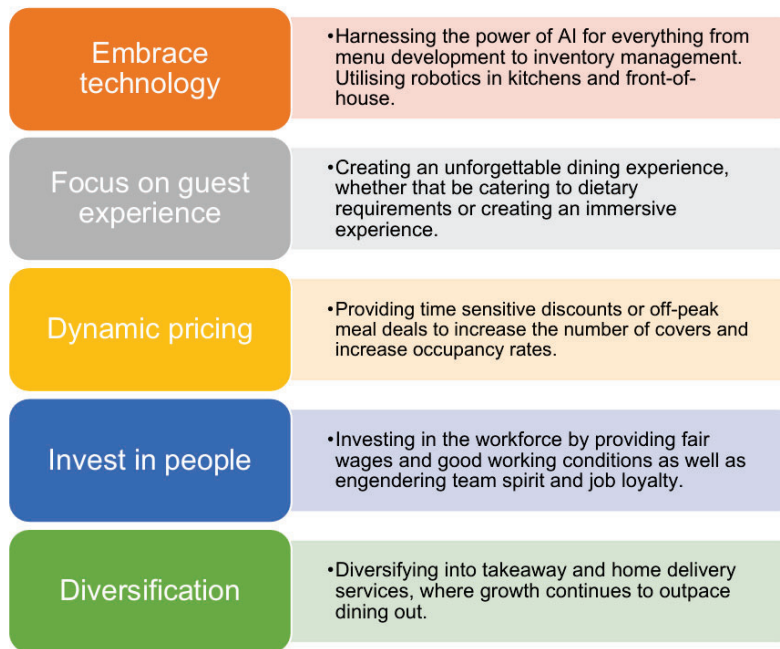 Embrace
technology
•Harnessing the power of AI for everything from
menu development to inventory management.
Utilising robotics in kitchens and front-of-
house.
Focus on guest
experience
•Creating an unforgettable dining experience,
whether that be catering to dietary
requirements or creating an immersive
experience.
Dynamic pricing
•Providing time sensitive discounts or off-peak
meal deals to increase the number of covers and
increase occupancy rates.
Invest in people
•Investing in the workforce by providing fair
wages and good working conditions as well as
engendering team spirit and job loyalty.
Diversification
•Diversifying into takeaway and home delivery
services, where growth continues to outpace
dining out.